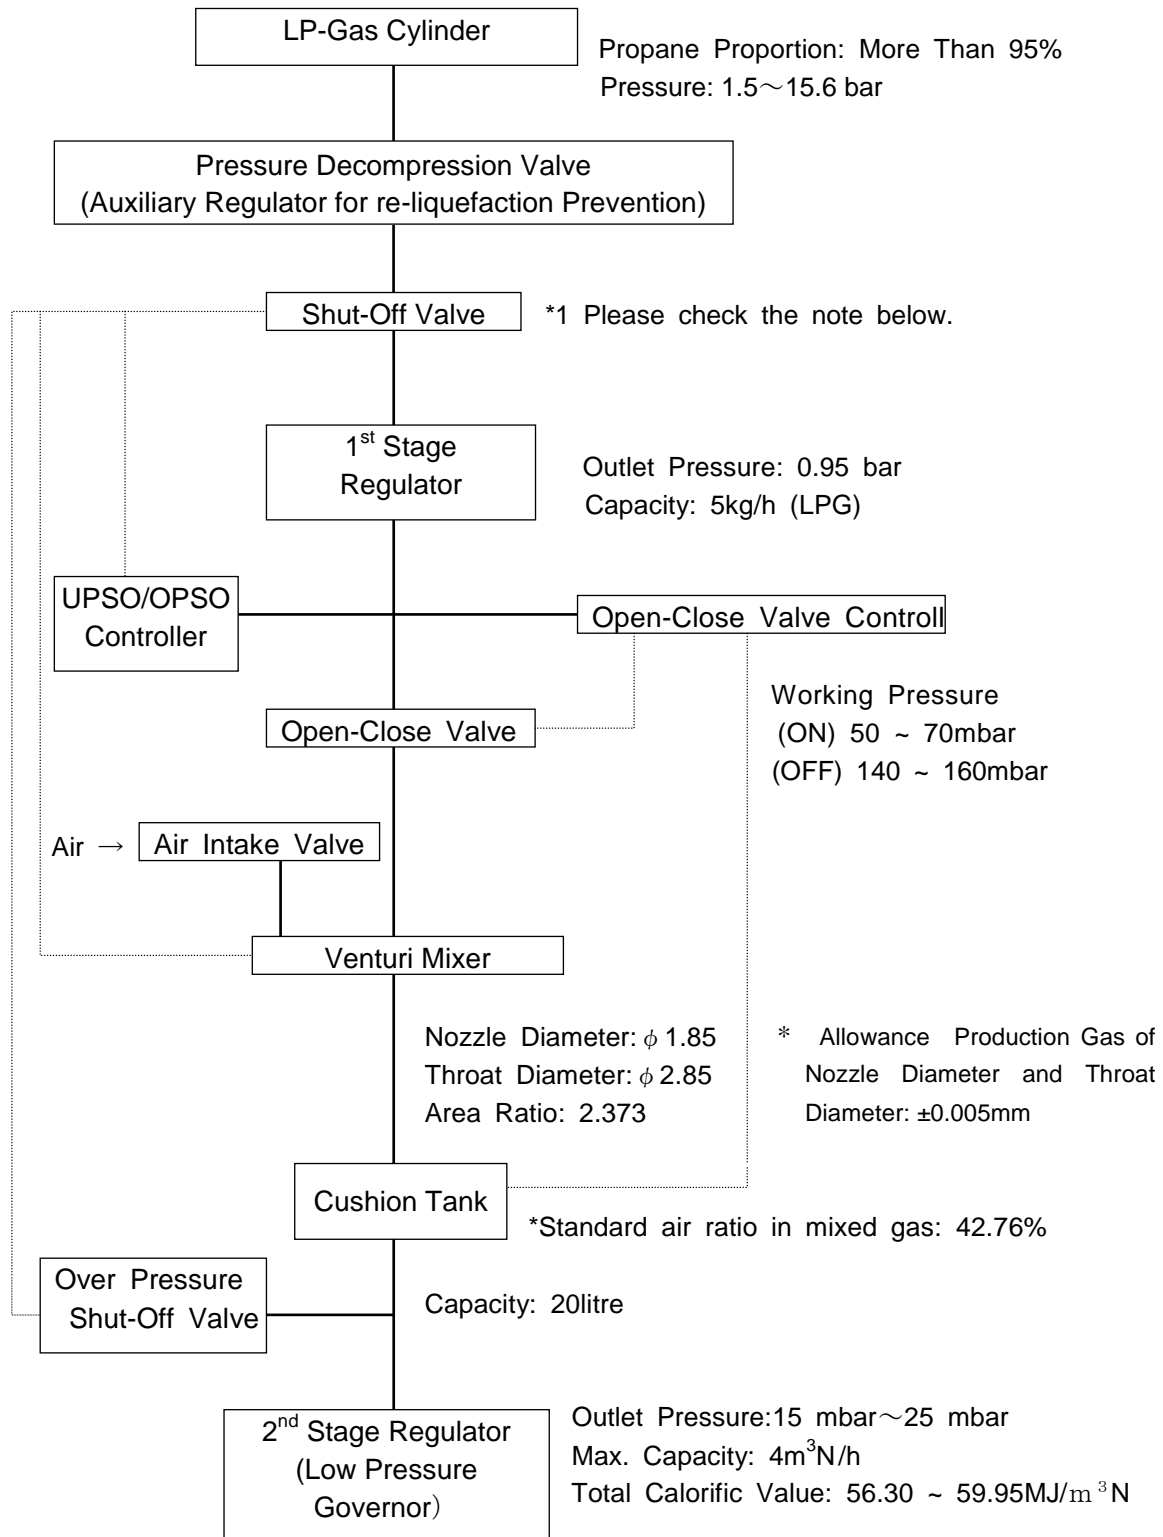 LP-Gas Cylinder
Propane Proportion: More Than 95%
Pressure: 1.5～15.6 bar
Pressure Decompression Valve
(Auxiliary Regulator for re-liquefaction Prevention)
Shut-Off Valve
*1 Please check the note below.
1st Stage
Regulator
Outlet Pressure: 0.95 bar
Capacity: 5kg/h (LPG)
UPSO/OPSO
Controller
Open-Close Valve Controll
Working Pressure
(ON) 50 ~ 70mbar
(OFF) 140 ~ 160mbar
Open-Close Valve
Air → Air Intake Valve
Venturi Mixer
Nozzle Diameter: φ 1.85
Throat Diameter: φ 2.85
Area Ratio: 2.373
* Allowance Production Gas of
Nozzle Diameter and Throat
Diameter: ±0.005mm
Cushion Tank
*Standard air ratio in mixed gas: 42.76%
Over Pressure
Shut-Off Valve
Capacity: 20litre
2nd Stage Regulator
(Low Pressure
Governor）
Outlet Pressure:15 mbar～25 mbar
Max. Capacity: 4m³N/h
Total Calorific Value: 56.30 ~ 59.95MJ/m³N